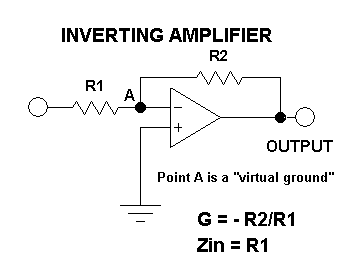 INVERTING AMPLIFIER
R2
R1
A
−
+
OUTPUT
Point A is a "virtual ground"
G = - R2/R1
Zin = R1